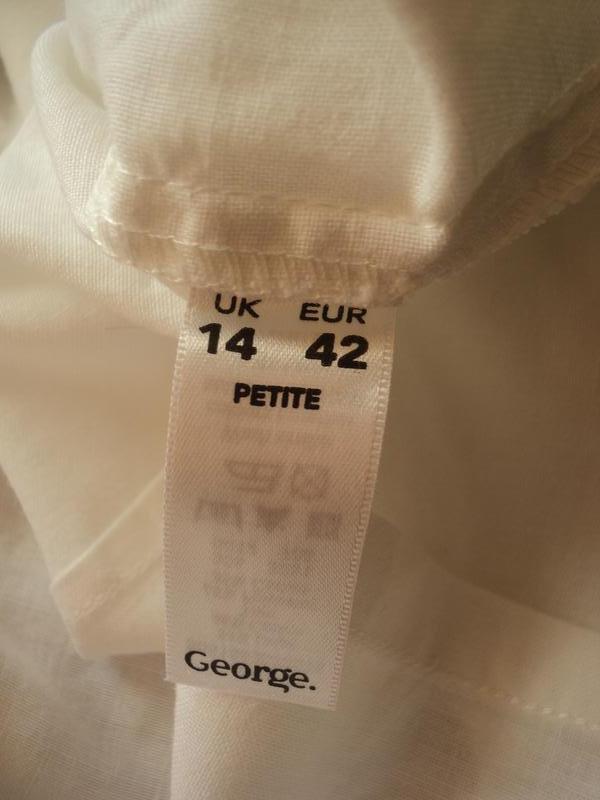 UK EUR
14 42
PETITE
George.